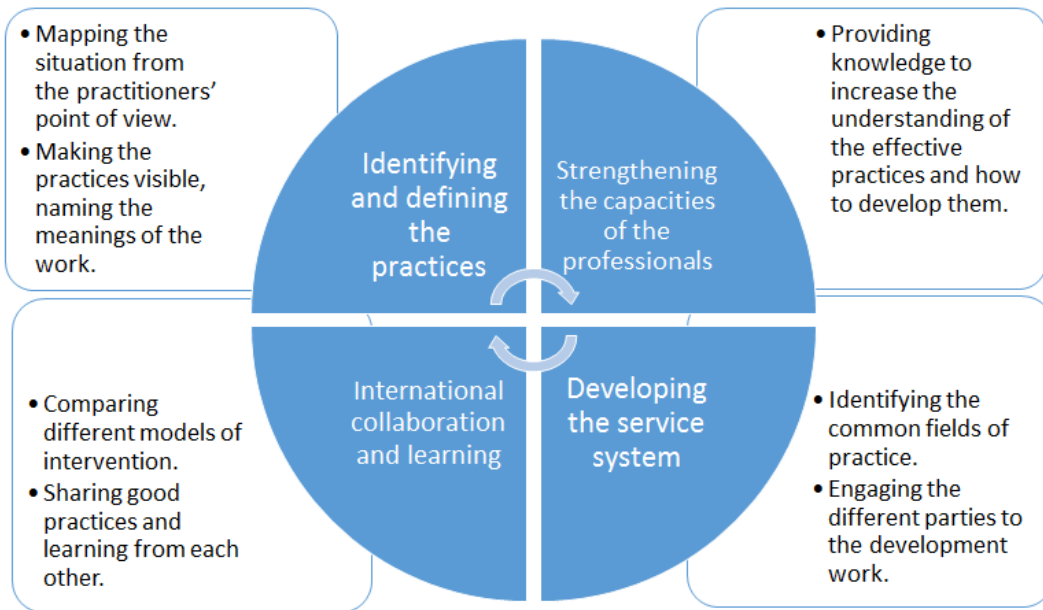 • Mapping the
situation from
the practitioners'
point of view.
• Making the
practices visible,
naming the
meanings of the
work.
Identifying
and defining
the
practices
Strengthening
the capacities
of the
professionals
• Providing
knowledge to
increase the
understanding of
the effective
practices and how
to develop them.
• Comparing
different models of
intervention.
• Sharing good
practices and
learning from each
other.
International
collaboration
and learning
Developing
the service
system
• Identifying the
common fields of
practice.
• Engaging the
different parties to
the development
work.